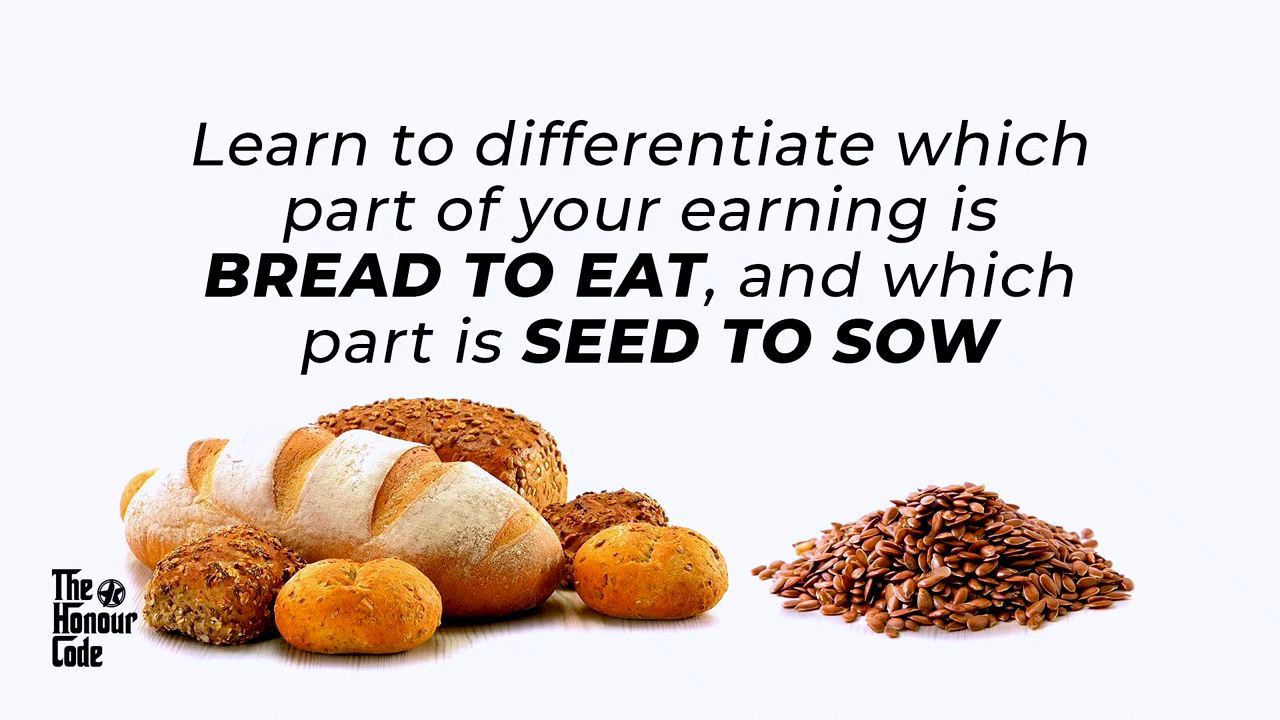 Learn to differentiate which
part of your earning is
BREAD TO EAT, and which
part is SEED TO SOW
The
Honour
Code